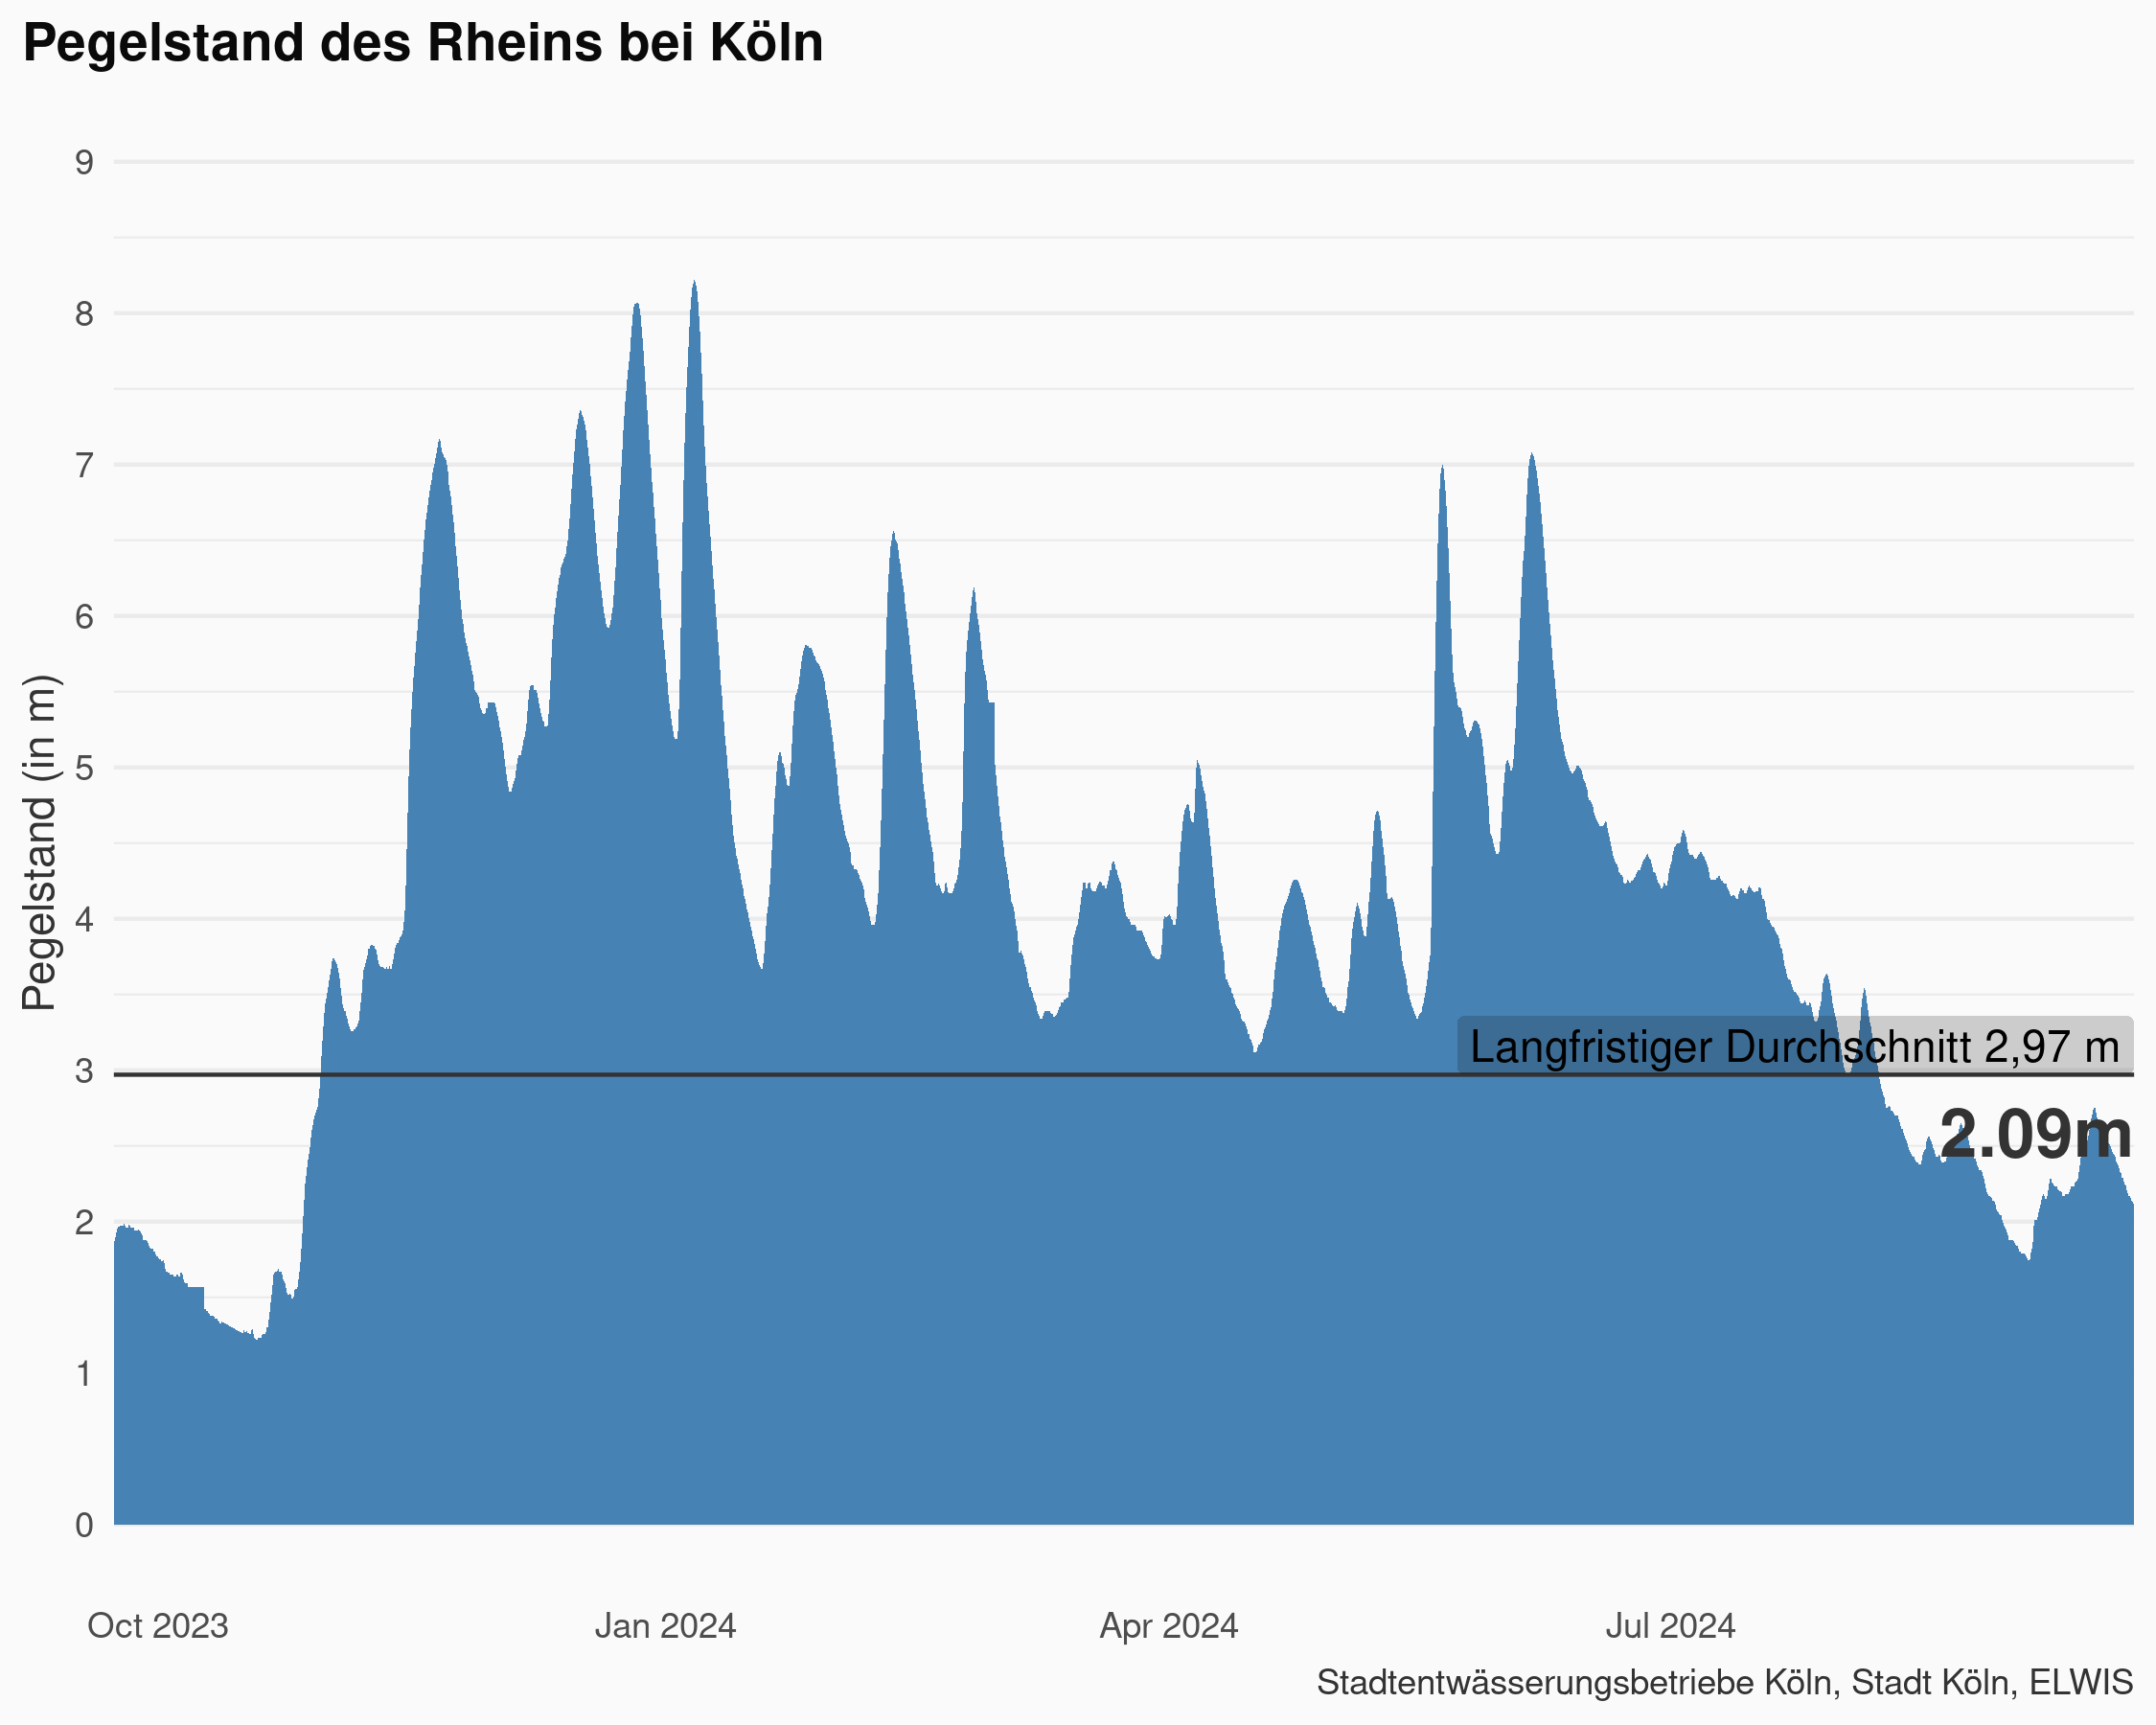 Pegelstand des Rheins bei Köln
Pegelstand (in m)
9
8
7
6
5
4
3
2
1
0
Langfristiger Durchschnitt 2,97 m
2.09m
Oct 2023
Jan 2024
Apr 2024
Jul 2024
Stadtentwässerungsbetriebe Köln, Stadt Köln, ELWIS